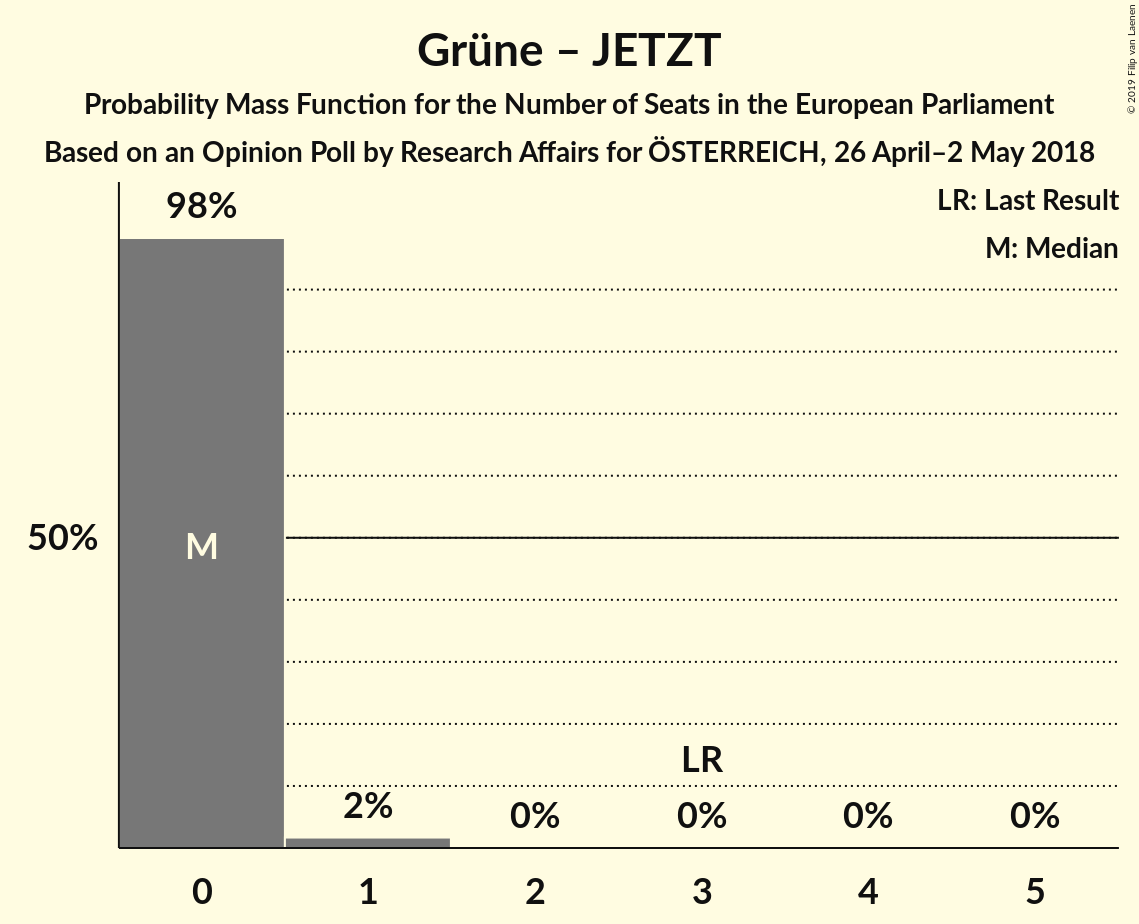 Grüne – JETZT
Probability Mass Function for the Number of Seats in the European Parliament
Based on an Opinion Poll by Research Affairs for ÖSTERREICH, 26 April–2 May 2018
© 2019 Filip van Laenen
LR: Last Result
M: Median
98%
50%
M
LR
2%
0%
0%
0%
0%
0 1 2 3 4 5